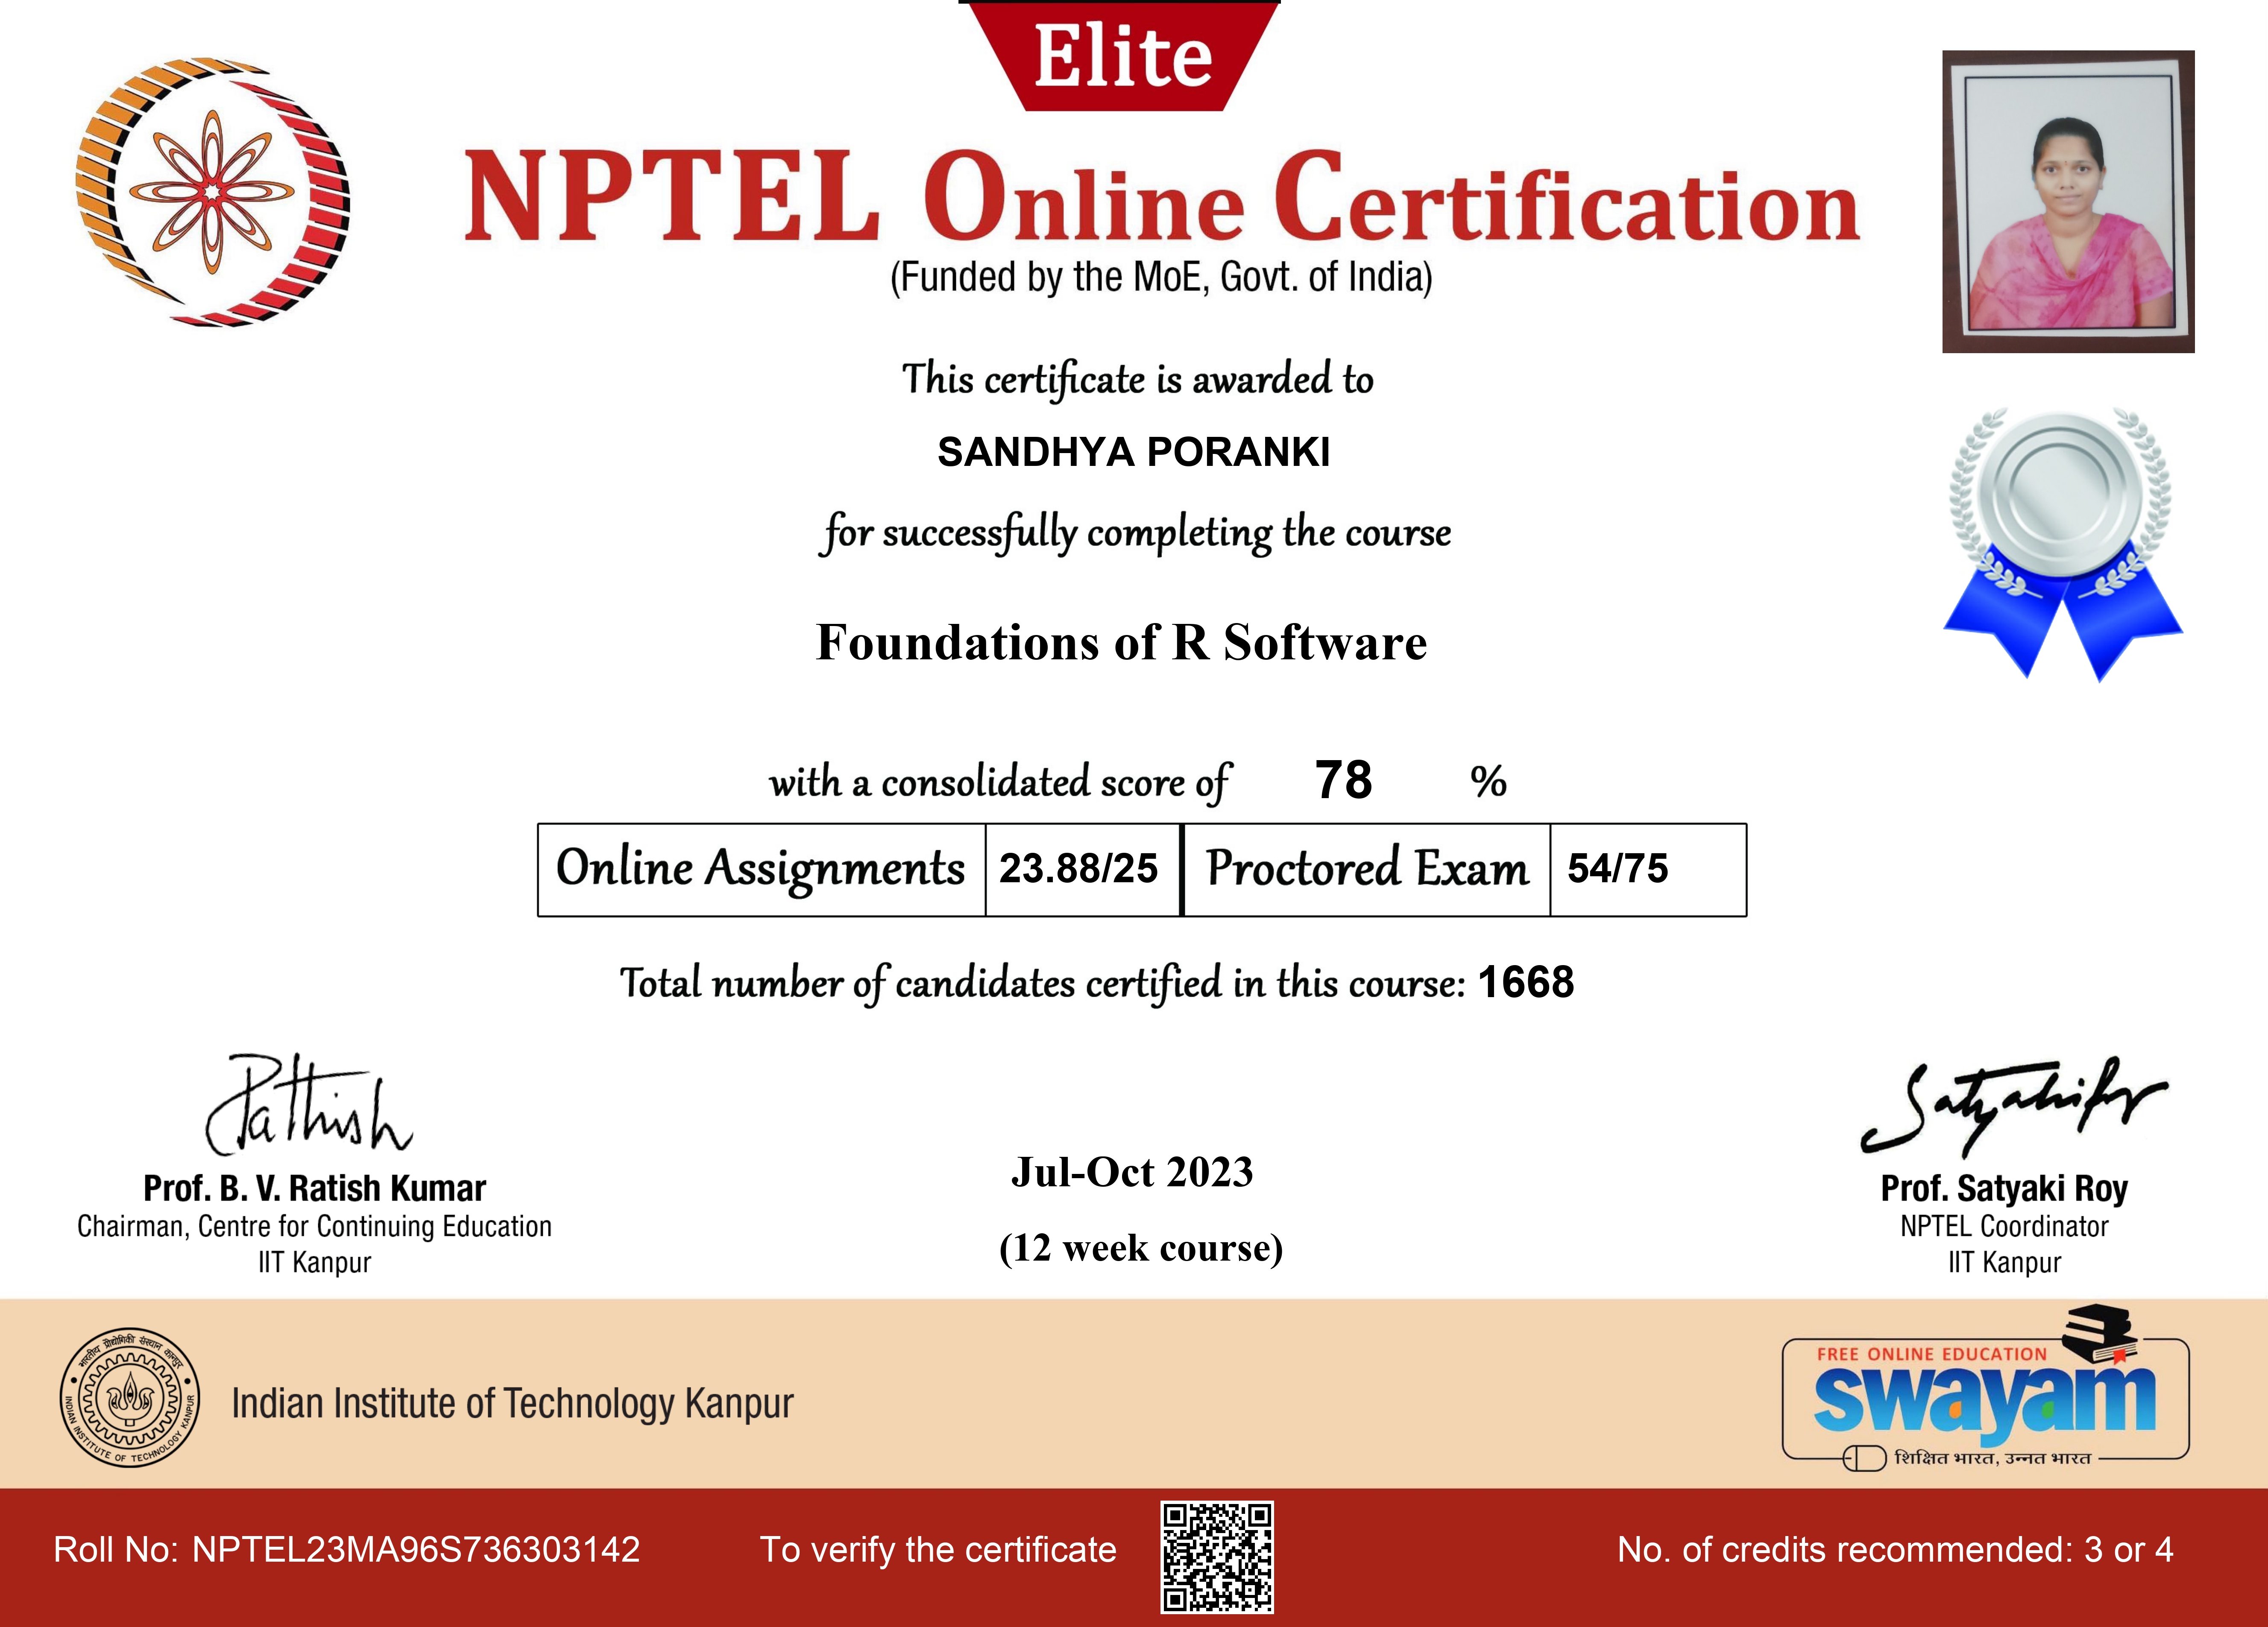 Elite
NPTEL Online Certification
(Funded by the MoE, Govt. of India)
This certificate is awarded to
SANDHYA PORANKI
for successfully completing the course
Foundations of R Software
with a consolidated score of 78 %
Online Assignments 23.88/25 Proctored Exam 54/75
Total number of candidates certified in this course: 1668
Prof. B. V. Ratish Kumar
Chairman, Centre for Continuing Education
IIT Kanpur
Jul-Oct 2023
(12 week course)
Prof. Satyaki Roy
NPTEL Coordinator
IIT Kanpur
भारतीय प्रौद्योगिकी संस्थान कानपुर
INDIAN INSTITUTE OF TECHNOLOGY KANPUR
Indian Institute of Technology Kanpur
FREE ONLINE EDUCATION
swayam
शिक्षित भारत, उन्नत भारत
Roll No: NPTEL23MA96S736303142
To verify the certificate
No. of credits recommended: 3 or 4